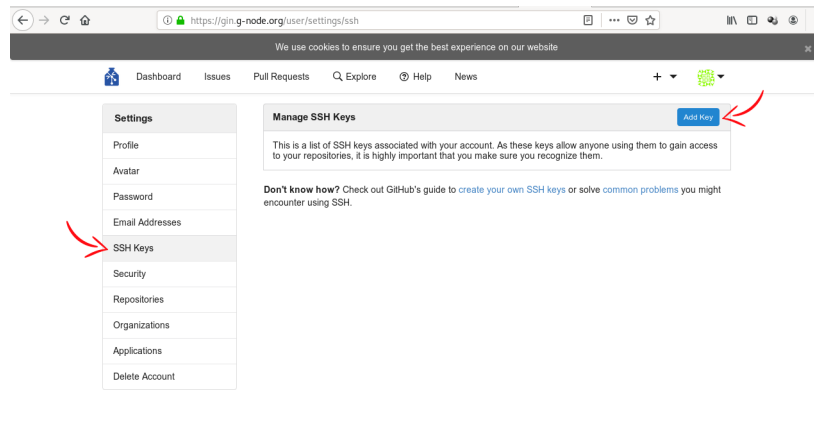 https://gin.g-node.org/user/settings/ssh
We use cookies to ensure you get the best experience on our website
Dashboard Issues Pull Requests Explore Help News
Settings
Profile
Avatar
Password
Email Addresses
SSH Keys
Security
Repositories
Organizations
Applications
Delete Account
Manage SSH Keys
Add Key
This is a list of SSH keys associated with your account. As these keys allow anyone using them to gain access
to your repositories, it is highly important that you make sure you recognize them.
Don't know how? Check out GitHub's guide to create your own SSH keys or solve common problems you might
encounter using SSH.